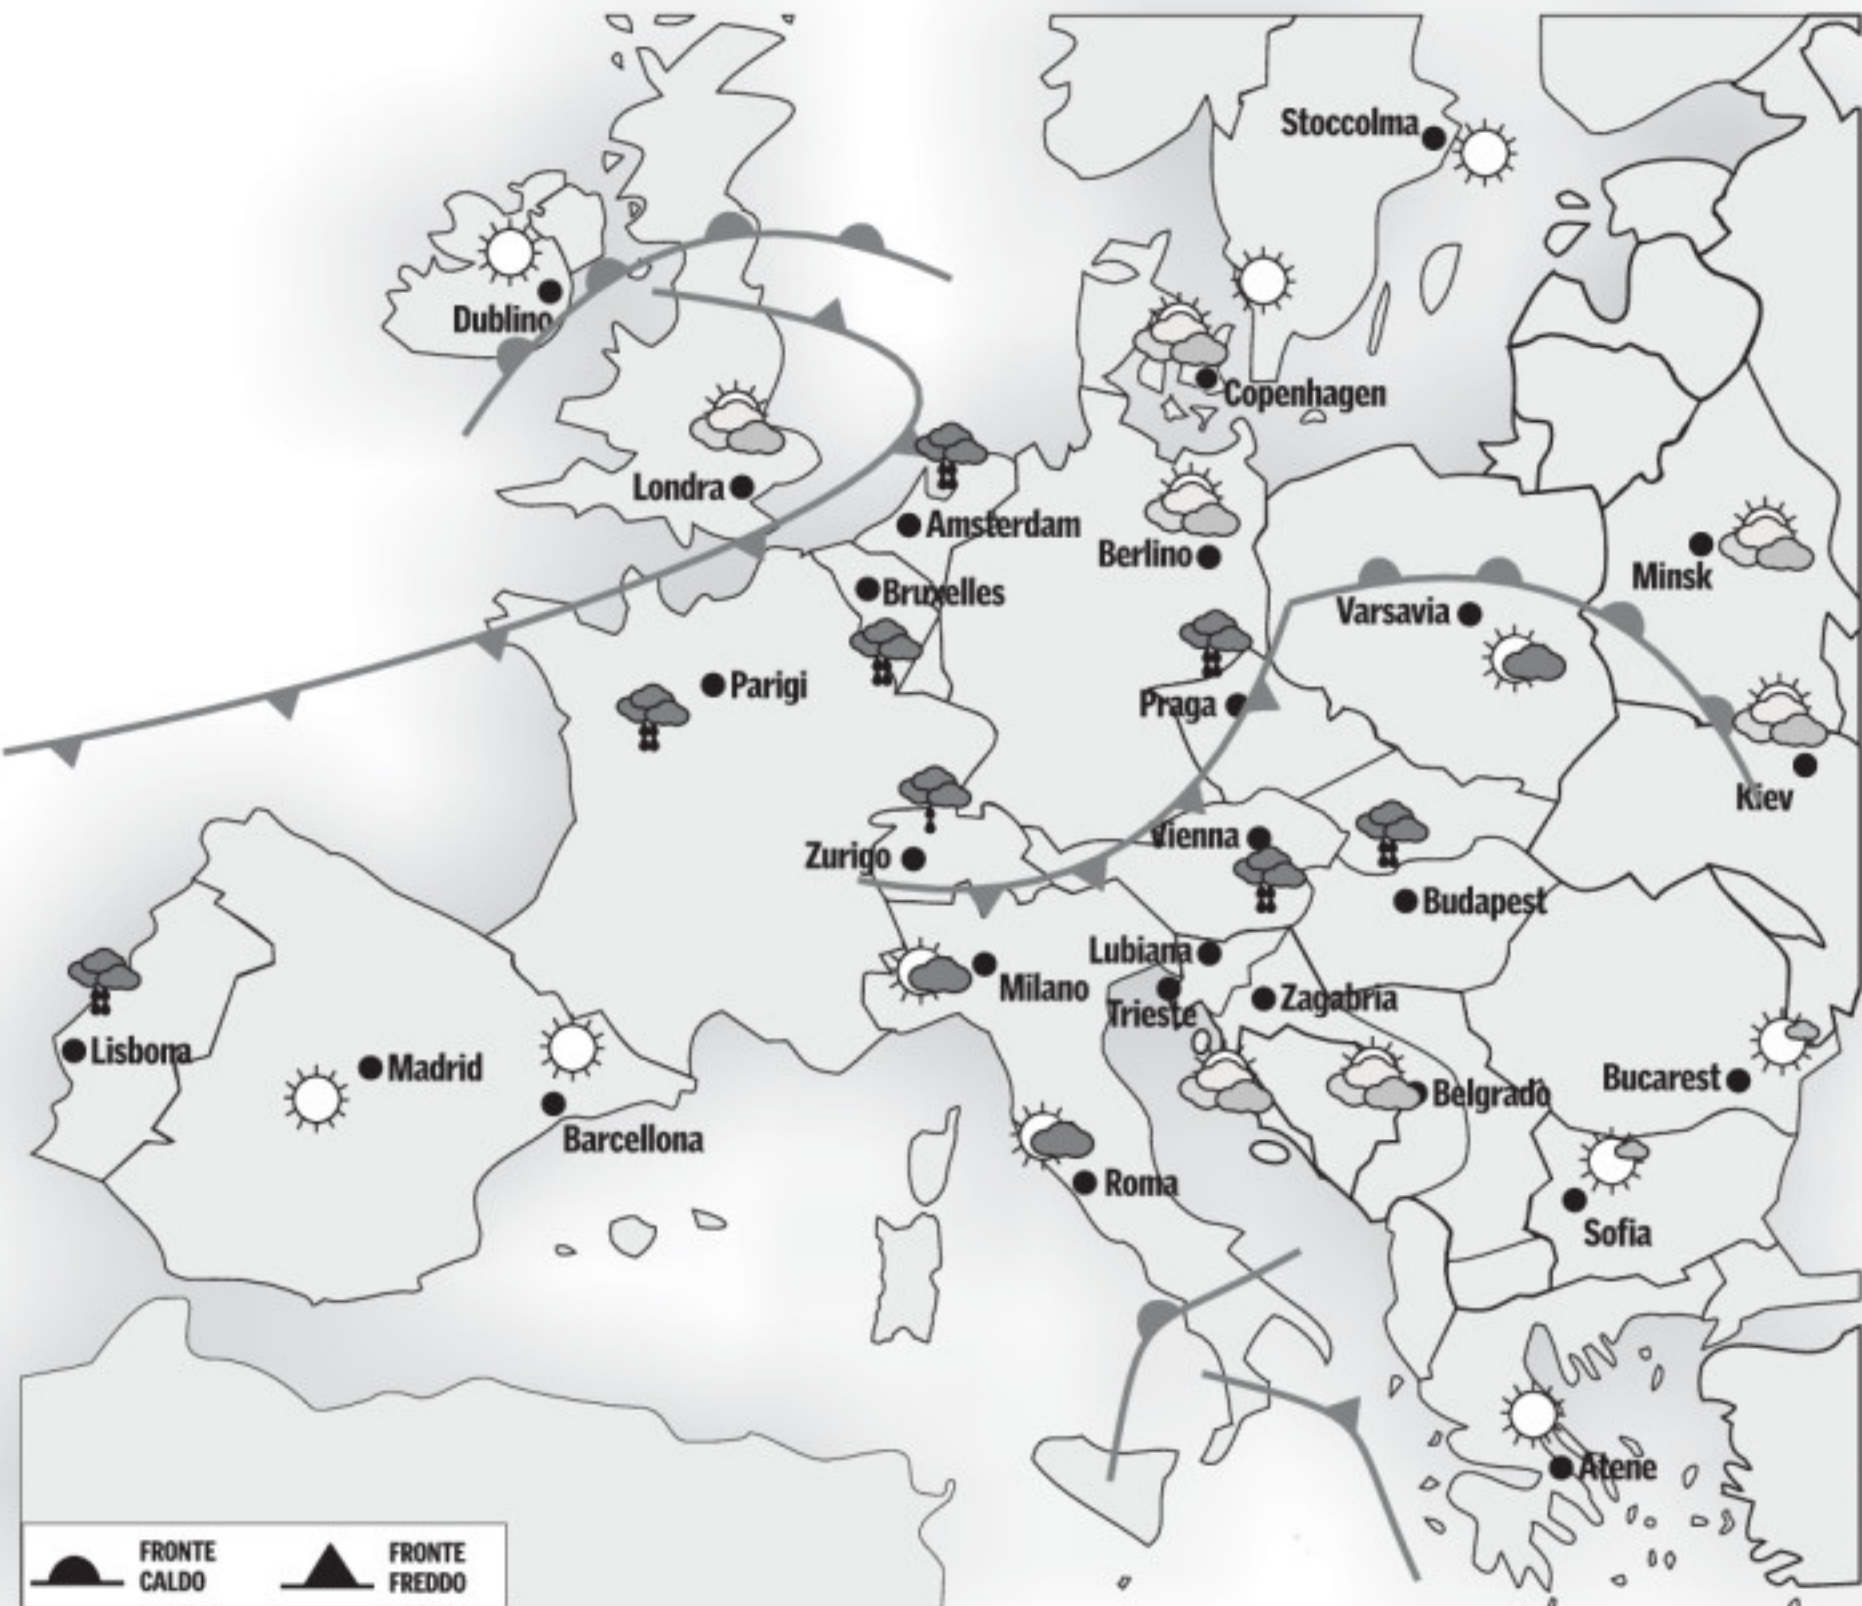 Stoccolma
Dublino
Copenhagen
Londra
Amsterdam
Berlino
Minsk
Bruxelles
Varsavia
Parigi
Praga
Kiev
Vienna
Zurigo
Budapest
Lubiana
Milano
Zagabria
Trieste
Lisbona
Madrid
Bucarest
Belgrado
Barcellona
Roma
Sofia
Atene
FRONTE
CALDO
FRONTE
FREDDO